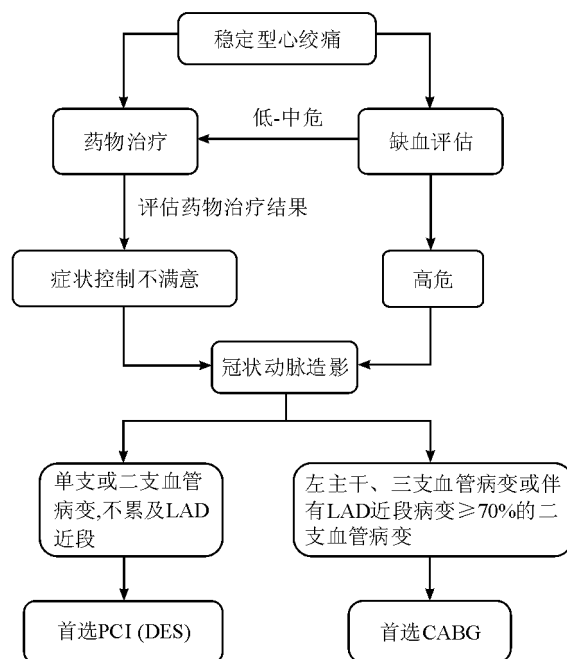 稳定型心绞痛
低-中危
药物治疗
缺血评估
评估药物治疗结果
症状控制不满意
高危
冠状动脉造影
单支或二支血管
病变,不累及LAD
近段
左主干、三支血管病变或伴
有LAD近段病变≥70%的二
支血管病变
首选PCI (DES)
首选CABG